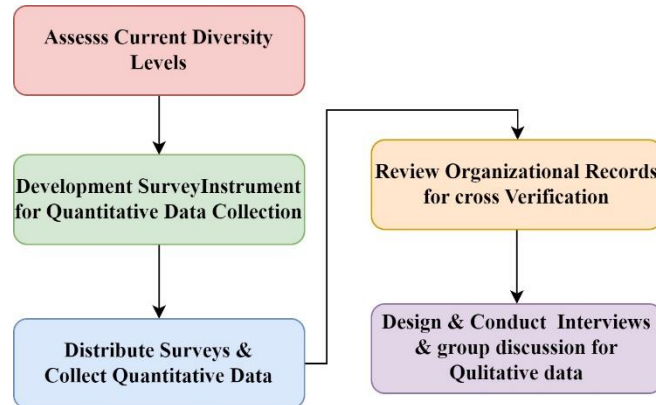 Assesss Current Diversity
Levels
Development SurveyInstrument
for Quantitative Data Collection
Distribute Surveys &
Collect Quantitative Data
Review Organizational Records
for cross Verification
Design & Conduct Interviews
& group discussion for
Qulitative data